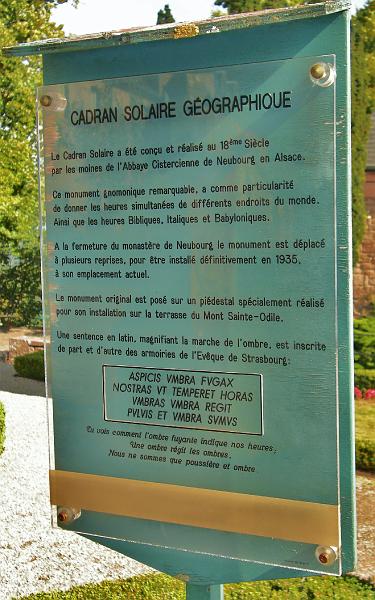 CADRAN SOLAIRE GÉOGRAPHIQUE
Le Cadran Solaire a été conçu et réalisé au 18ème Siècle
par les moines de l'Abbaye Cistercienne de Neubourg en Alsace.
Ce monument gnomonique remarquable, a comme particularité
de donner les heures simultanées de différents endroits du monde.
Ainsi que les heures Bibliques, Italiques et Babyloniques.
A la fermeture du monastère de Neubourg le monument est déplacé
à plusieurs reprises, pour être installé définitivement en 1935,
à son emplacement actuel.
Le monument original est posé sur un piédestal spécialement réalisé
pour son installation sur la terrasse du Mont Sainte-Odile.
Une sentence en latin, magnifiant la marche de l'ombre, est inscrite
de part et d'autre des armoiries de l'Evêque de Strasbourg:
ASPICIS VMBRA FVGAX
NOSTRAS VT TEMPERET HORAS
VMBRAS VMBRA REGIT
PVLVIS ET VMBRA SVMVS
Tu vois comment l'ombre fuyante indique nos heures;
Une ombre régit les ombres,
Nous ne sommes que poussière et ombre